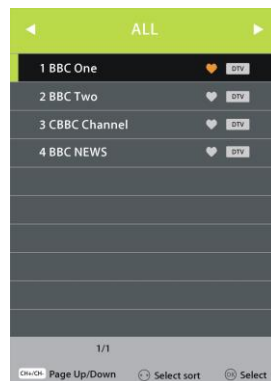 ALL
1 BBC One DTV
2 BBC Two DTV
3 CBBC Channel DTV
4 BBC NEWS DTV
1/1
CH+/CH- Page Up/Down Select sort OK Select